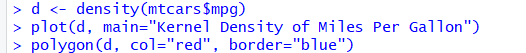 > d <- density(mtcars$mpg)
> plot(d, main="Kernel Density of Miles Per Gallon")
> polygon(d, col="red", border="blue")